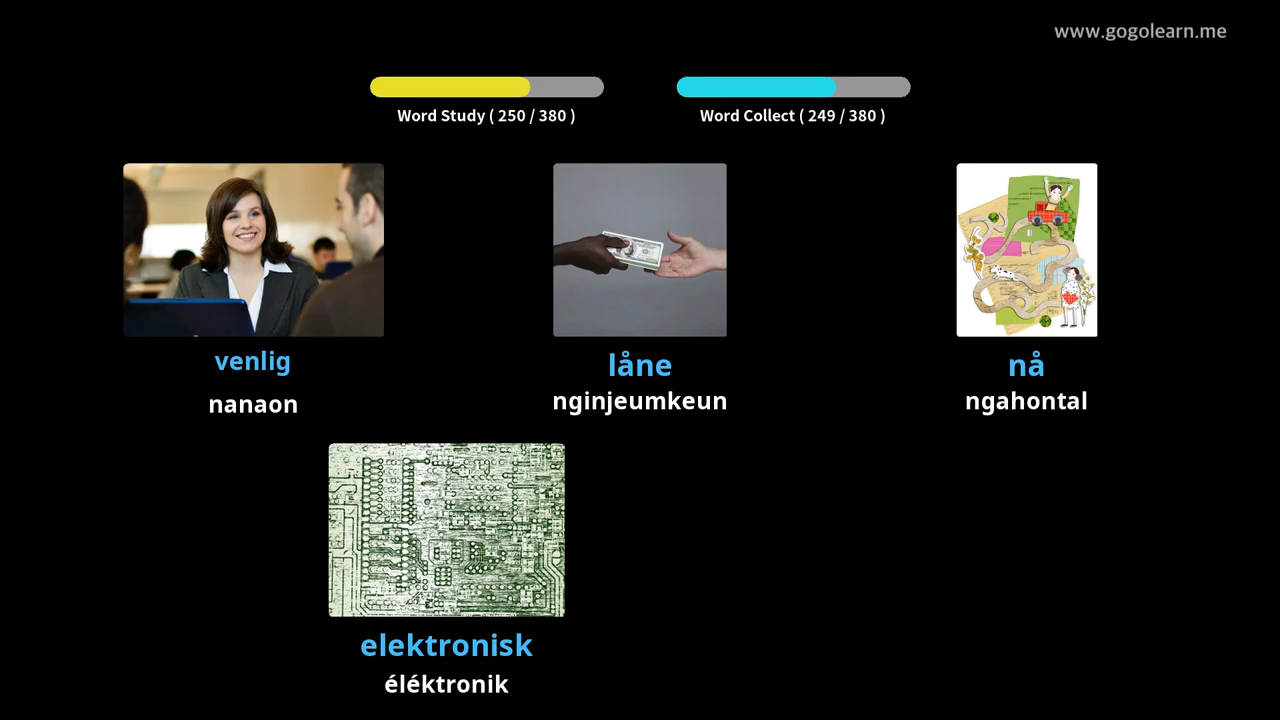 www.gogolearn.me
Word Study ( 250 / 380 )
Word Collect ( 249 / 380 )
venlig
nanaon
låne
nginjeumkeun
nå
ngahontal
elektronisk
éléktronik